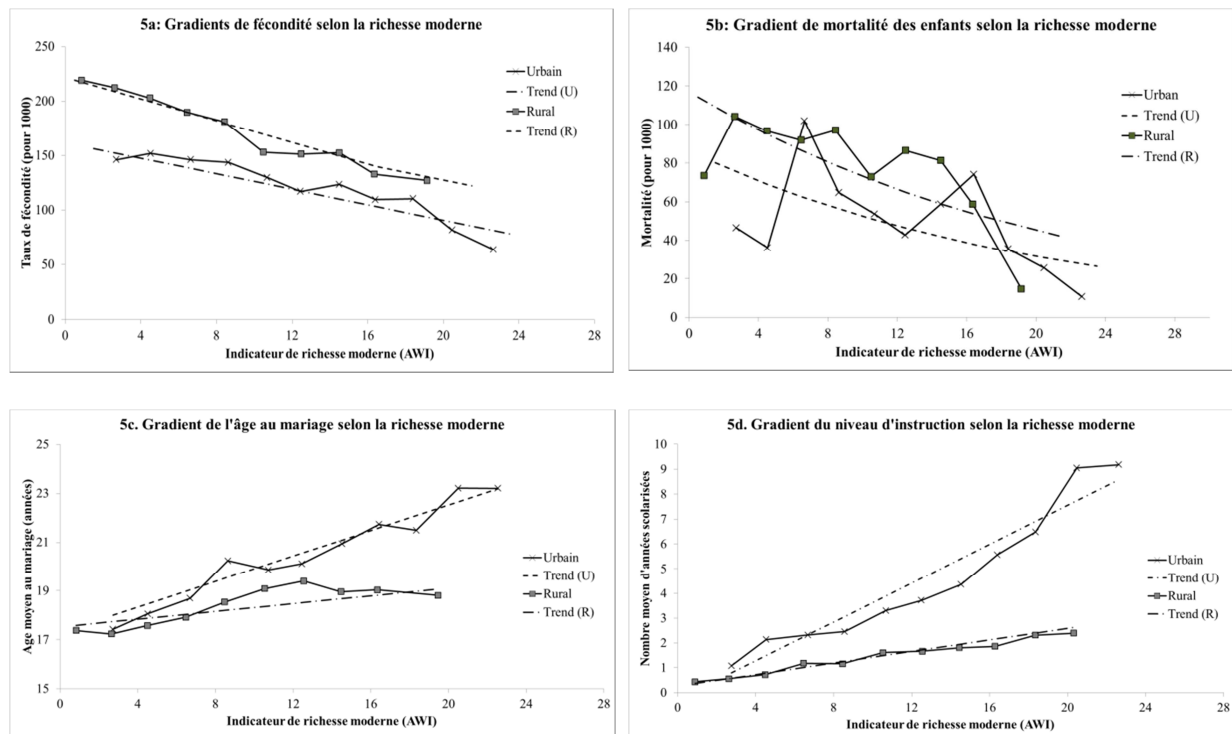 5a: Gradients de fécondité selon la richesse moderne
Taux de fécondité (pour 1000)
250
200
150
100
50
0
0 4 8 12 16 20 24 28
Indicateur de richesse moderne (AWI)
Urbain
Trend (U)
Rural
Trend (R)
5b: Gradient de mortalité des enfants selon la richesse moderne
Mortalité (pour 1000)
140
120
100
80
60
40
20
0
0 4 8 12 16 20 24 28
Indicateur de richesse moderne (AWI)
Urban
Trend (U)
Rural
Trend (R)
5c. Gradient de l'âge au mariage selon la richesse moderne
Age moyen au mariage (années)
25
23
21
19
17
15
0 4 8 12 16 20 24 28
Indicateur de richesse moderne (AWI)
Urbain
Trend (U)
Rural
Trend (R)
5d. Gradient du niveau d'instruction selon la richesse moderne
Nombre moyen d'années scolarisées
10
9
8
7
6
5
4
3
2
1
0
0 4 8 12 16 20 24 28
Indicateur de richesse moderne (AWI)
Urbain
Trend (U)
Rural
Trend (R)